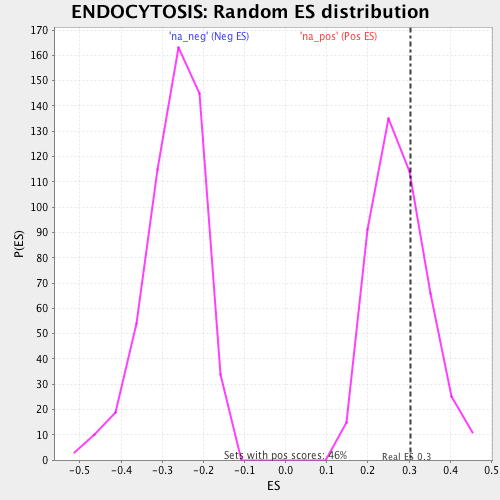 ENDOCYTOSIS: Random ES distribution
'na_neg' (Neg ES) 'na_pos' (Pos ES)
170
160
150
140
130
120
110
100
90
80
70
60
50
40
30
20
10
0
P(ES)
Sets with pos scores: 46%
Real ES 0.3
-0.5 -0.4 -0.3 -0.2 -0.1 0.0 0.1 0.2 0.3 0.4 0.5
ES